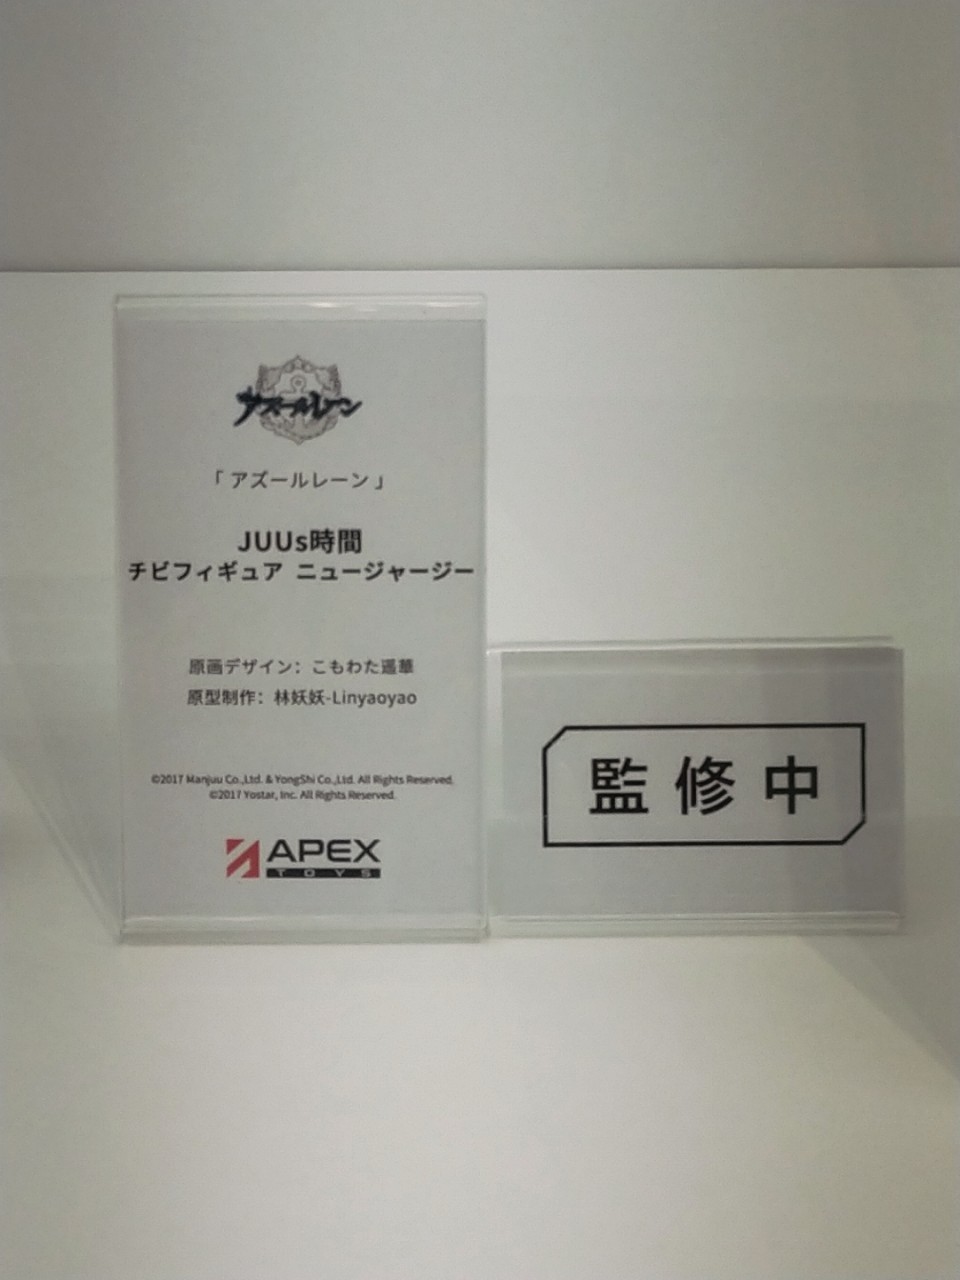 アズールレーン
「 アズールレーン 」
JUUs時間
チビフィギュア ニュージャージー
原画デザイン：こもわた遥華
原型制作：林妖妖-Linyaoyao
©2017 Manjuu Co.,Ltd. & YongShi Co.,Ltd. All Rights Reserved.
©2017 Yostar, Inc. All Rights Reserved.
APEX
TOYS
監修中